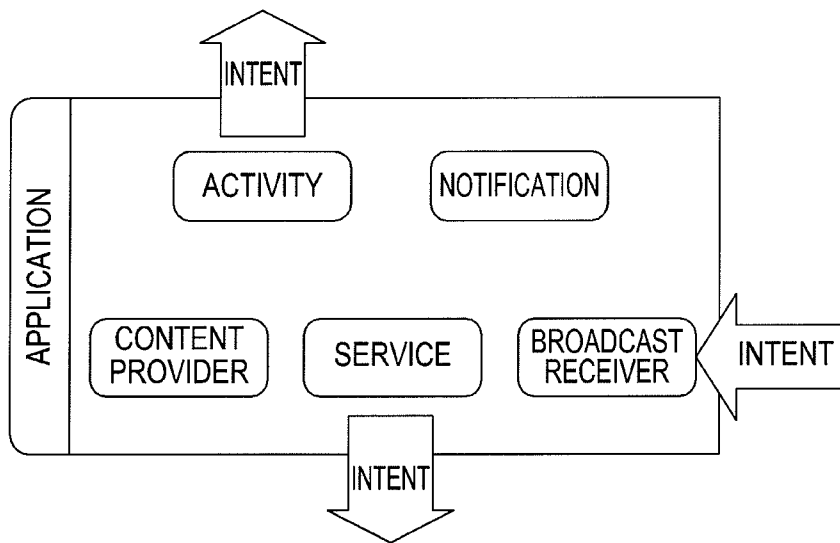 INTENT
ACTIVITY
NOTIFICATION
APPLICATION
CONTENT
PROVIDER
SERVICE
BROADCAST
RECEIVER
INTENT
INTENT